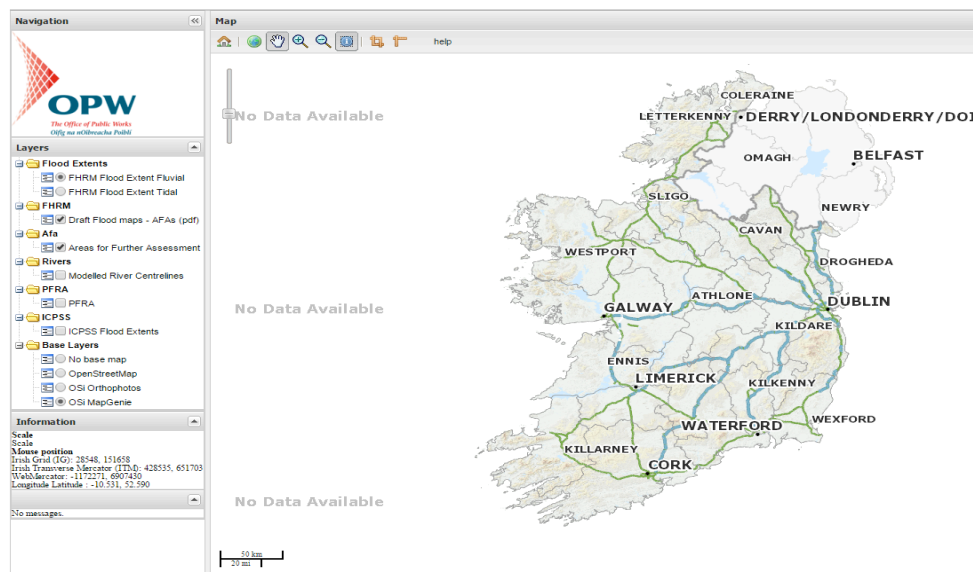 Navigation
OPW
The Office of Public Works
Oifig na nOibreacha Poiblí
Layers
Flood Extents
FHRM Flood Extent Fluvial
FHRM Flood Extent Tidal
FHRM
Draft Flood maps - AFAs (pdf)
Afa
Areas for Further Assessment
Rivers
Modelled River Centrelines
PFRA
PFRA
ICPSS
ICPSS Flood Extents
Base Layers
No base map
OpenStreetMap
OSi Orthophotos
OSi MapGenie
Information
Scale
Scale
Mouse position
Irish Grid (IG): 28548, 151658
Irish Transverse Mercator (ITM): 428535, 651703
WebMercator: -1172271, 6907430
Longitude Latitude : -10.531, 52.590
No messages.
Map
help
No Data Available
No Data Available
No Data Available
COLERAINE
LETTERKENNY
DERRY/LONDONDERRY/DOI
OMAGH
BELFAST
SLIGO
NEWRY
CAVAN
WESTPORT
DROGHEDA
ATHLONE
GALWAY
DUBLIN
KILDARE
ENNIS
LIMERICK
KILKENNY
WEXFORD
WATERFORD
KILLARNEY
CORK
50 km
20 mi